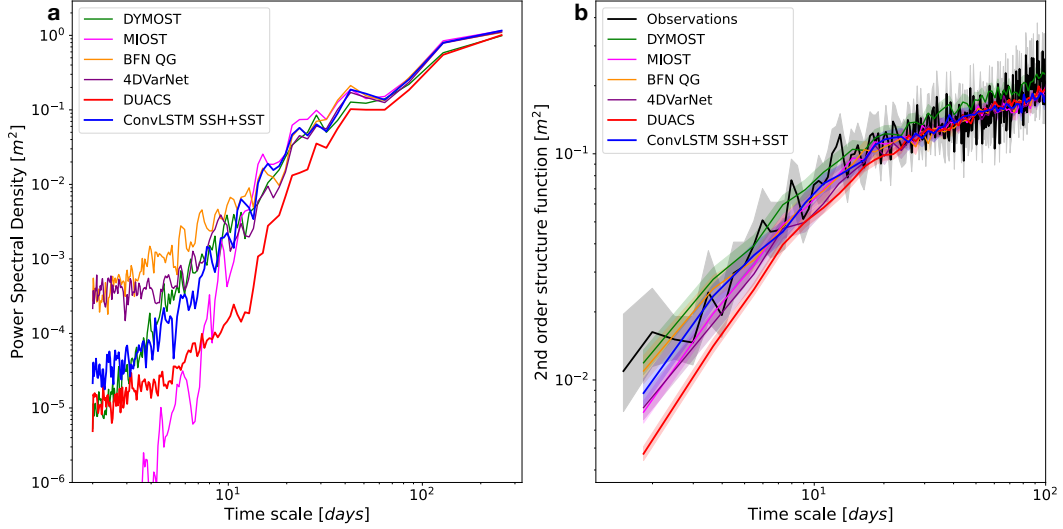 a
DYMOST
MIOST
BFN QG
4DVarNet
DUACS
ConvLSTM SSH+SST
Power Spectral Density [m²]
10⁰
10⁻¹
10⁻²
10⁻³
10⁻⁴
10⁻⁵
10⁻⁶
10¹
10²
Time scale [days]
b
Observations
DYMOST
MIOST
BFN QG
4DVarNet
DUACS
ConvLSTM SSH+SST
2nd order structure function [m²]
10⁻¹
10⁻²
10¹
10²
Time scale [days]